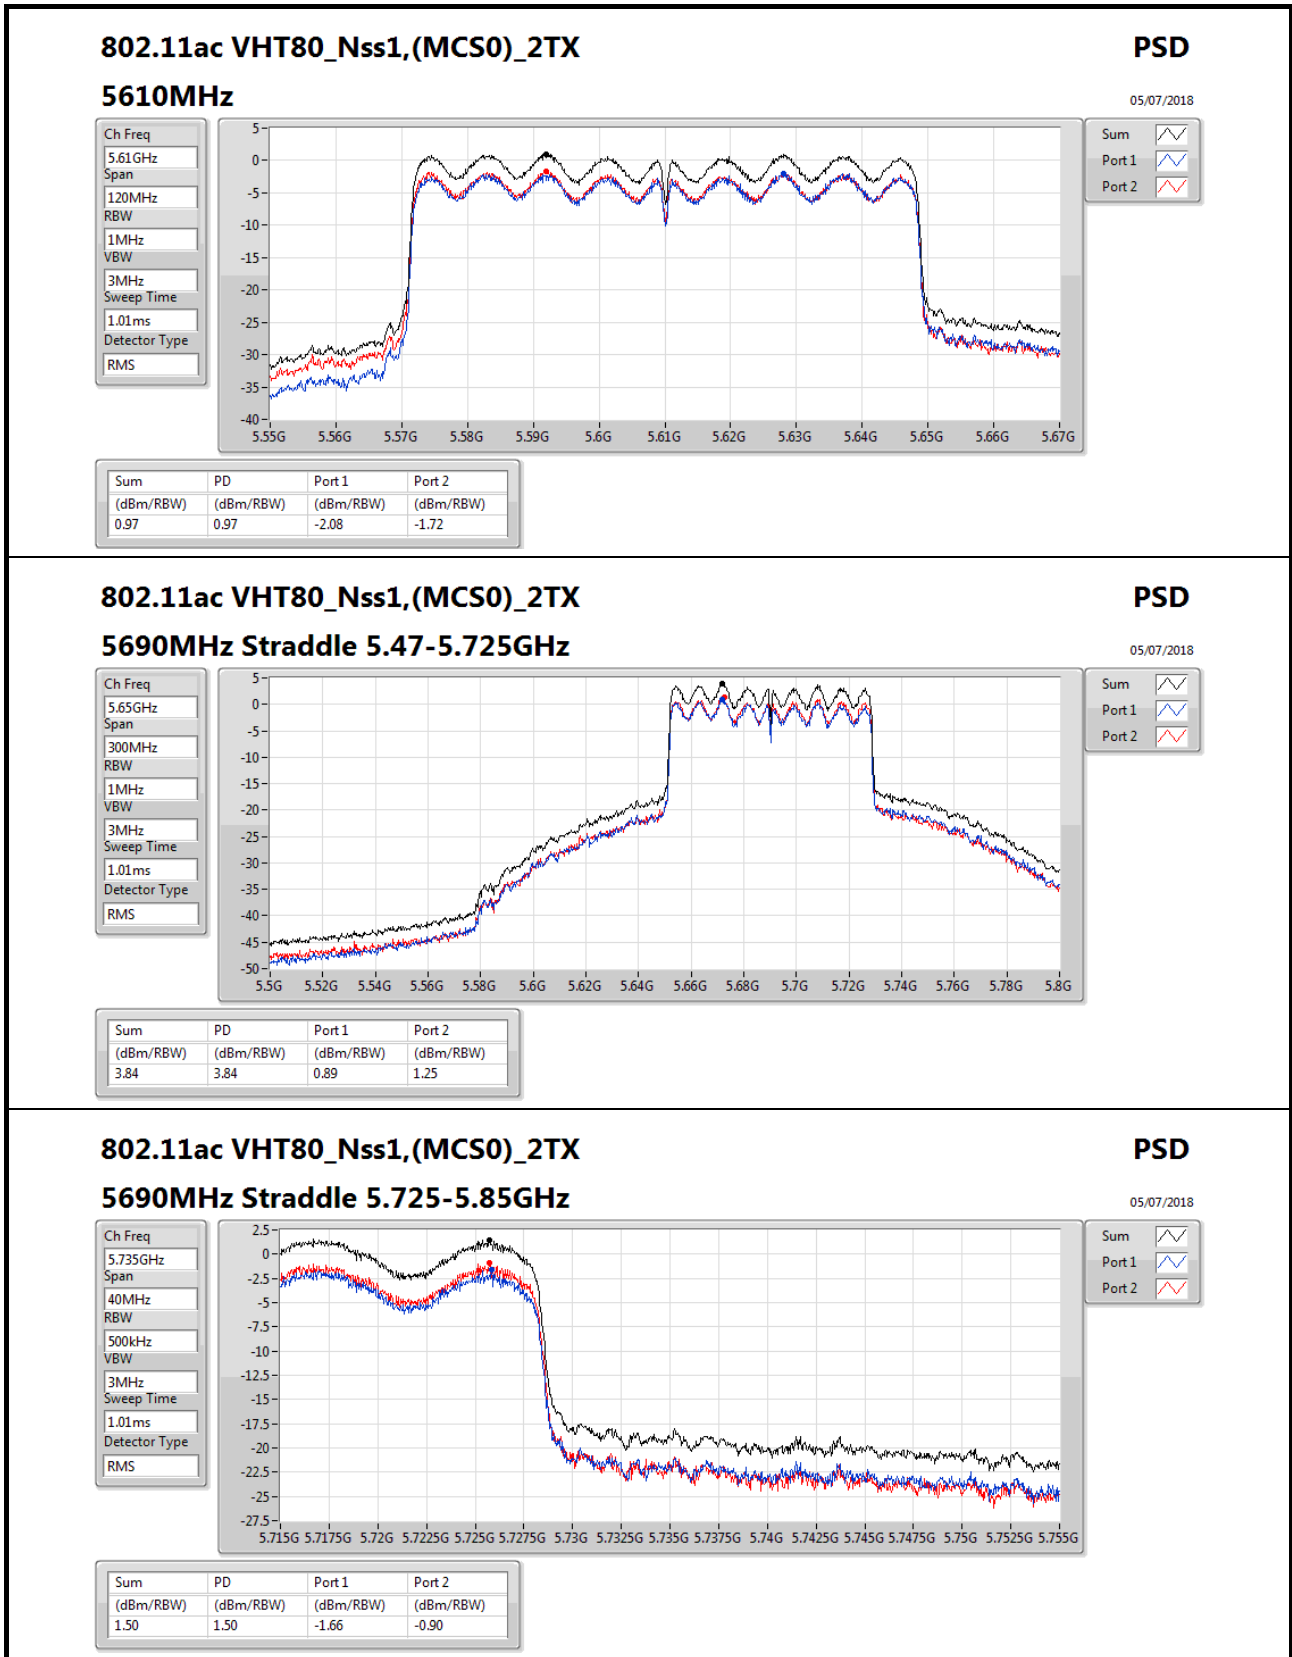 802.11ac VHT80_Nss1,(MCS0)_2TX PSD
5610MHz 05/07/2018
Ch Freq
5.61GHz
Span
120MHz
RBW
1MHz
VBW
3MHz
Sweep Time
1.01ms
Detector Type
RMS
5
0
-5
-10
-15
-20
-25
-30
-35
-40
5.55G 5.56G 5.57G 5.58G 5.59G 5.6G 5.61G 5.62G 5.63G 5.64G 5.65G 5.66G 5.67G
Sum
Port 1
Port 2
Sum PD Port 1 Port 2
(dBm/RBW) (dBm/RBW) (dBm/RBW) (dBm/RBW)
0.97 0.97 -2.08 -1.72
802.11ac VHT80_Nss1,(MCS0)_2TX PSD
5690MHz Straddle 5.47-5.725GHz 05/07/2018
Ch Freq
5.65GHz
Span
300MHz
RBW
1MHz
VBW
3MHz
Sweep Time
1.01ms
Detector Type
RMS
5
0
-5
-10
-15
-20
-25
-30
-35
-40
-45
-50
5.5G 5.52G 5.54G 5.56G 5.58G 5.6G 5.62G 5.64G 5.66G 5.68G 5.7G 5.72G 5.74G 5.76G 5.78G 5.8G
Sum
Port 1
Port 2
Sum PD Port 1 Port 2
(dBm/RBW) (dBm/RBW) (dBm/RBW) (dBm/RBW)
3.84 3.84 0.89 1.25
802.11ac VHT80_Nss1,(MCS0)_2TX PSD
5690MHz Straddle 5.725-5.85GHz 05/07/2018
Ch Freq
5.735GHz
Span
40MHz
RBW
500kHz
VBW
3MHz
Sweep Time
1.01ms
Detector Type
RMS
2.5
0
-2.5
-5
-7.5
-10
-12.5
-15
-17.5
-20
-22.5
-25
-27.5
5.715G 5.7175G 5.72G 5.7225G 5.725G 5.7275G 5.73G 5.7325G 5.735G 5.7375G 5.74G 5.7425G 5.745G 5.7475G 5.75G 5.7525G 5.755G
Sum
Port 1
Port 2
Sum PD Port 1 Port 2
(dBm/RBW) (dBm/RBW) (dBm/RBW) (dBm/RBW)
1.50 1.50 -1.66 -0.90